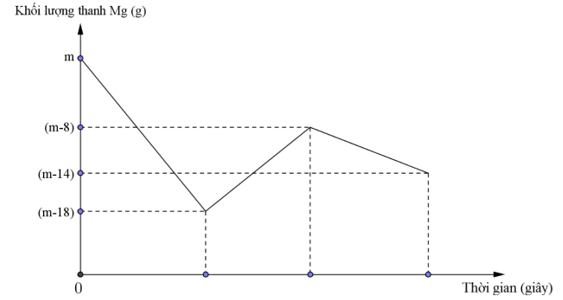 Khối lượng thanh Mg (g)
m
(m-8)
(m-14)
(m-18)
0
Thời gian (giây)